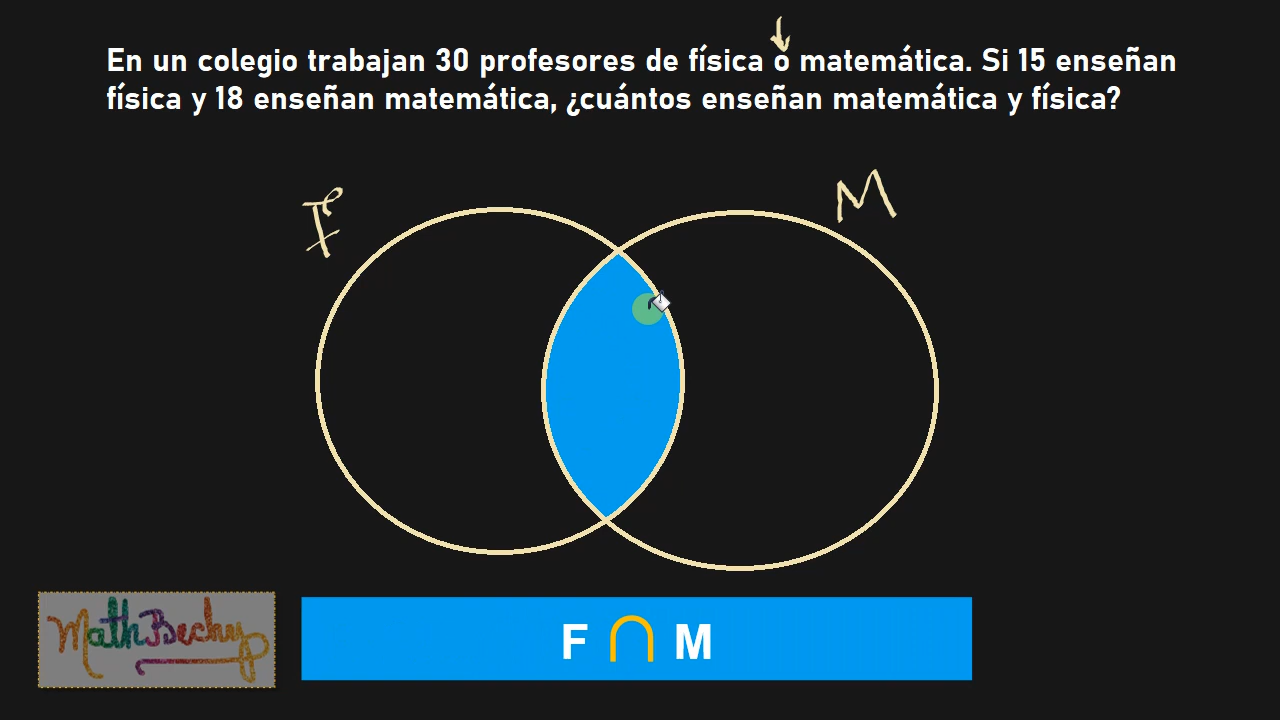 En un colegio trabajan 30 profesores de física o matemática. Si 15 enseñan
física y 18 enseñan matemática, ¿cuántos enseñan matemática y física?
F
M
MathBecky
F ∩ M